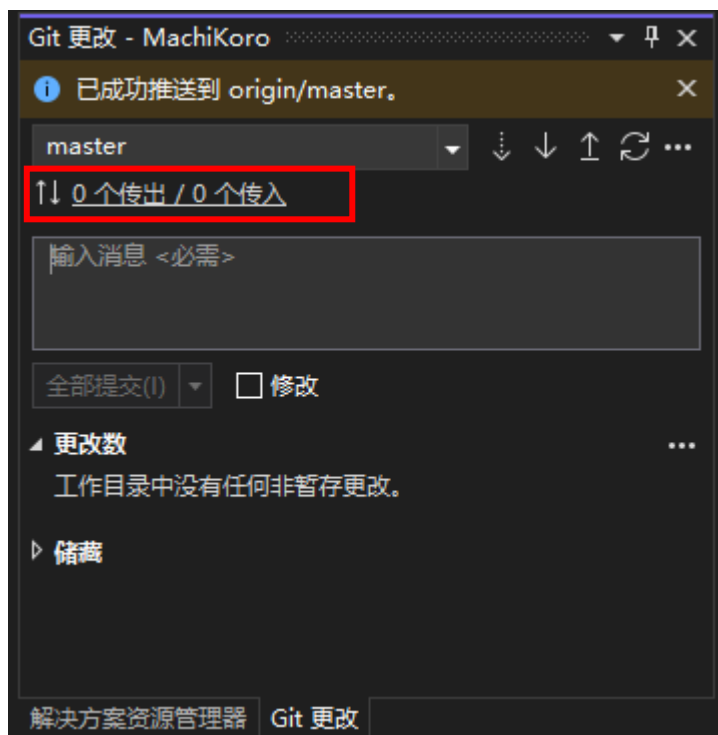 Git 更改 - MachiKoro
已成功推送到 origin/master。
master
0 个传出 / 0 个传入
输入消息 <必需>
全部提交(I) 修改
更改数
工作目录中没有任何非暂存更改。
储藏
解决方案资源管理器 Git 更改